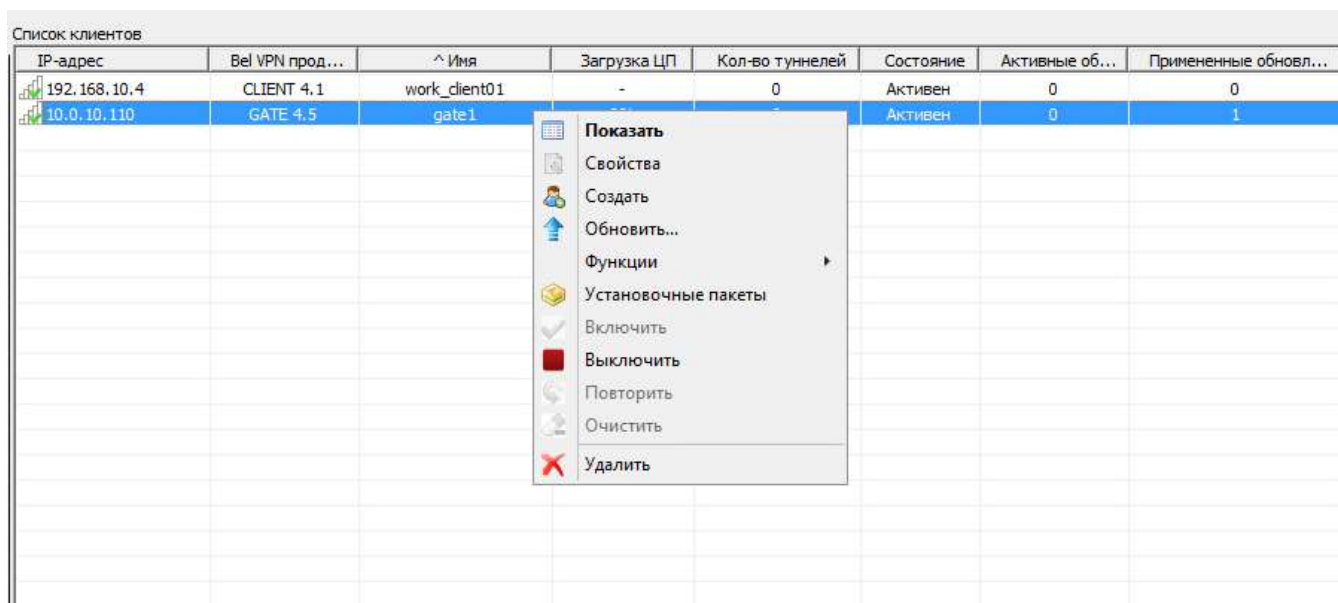 Список клиентов
IP-адрес Bel VPN прод... ^ Имя Загрузка ЦП Кол-во туннелей Состояние Активные об... Примененные обновл...
192.168.10.4 CLIENT 4.1 work_client01 - 0 Активен 0 0
10.0.10.110 GATE 4.5 gate1 Активен 0 1
Показать
Свойства
Создать
Обновить...
Функции
Установочные пакеты
Включить
Выключить
Повторить
Очистить
Удалить